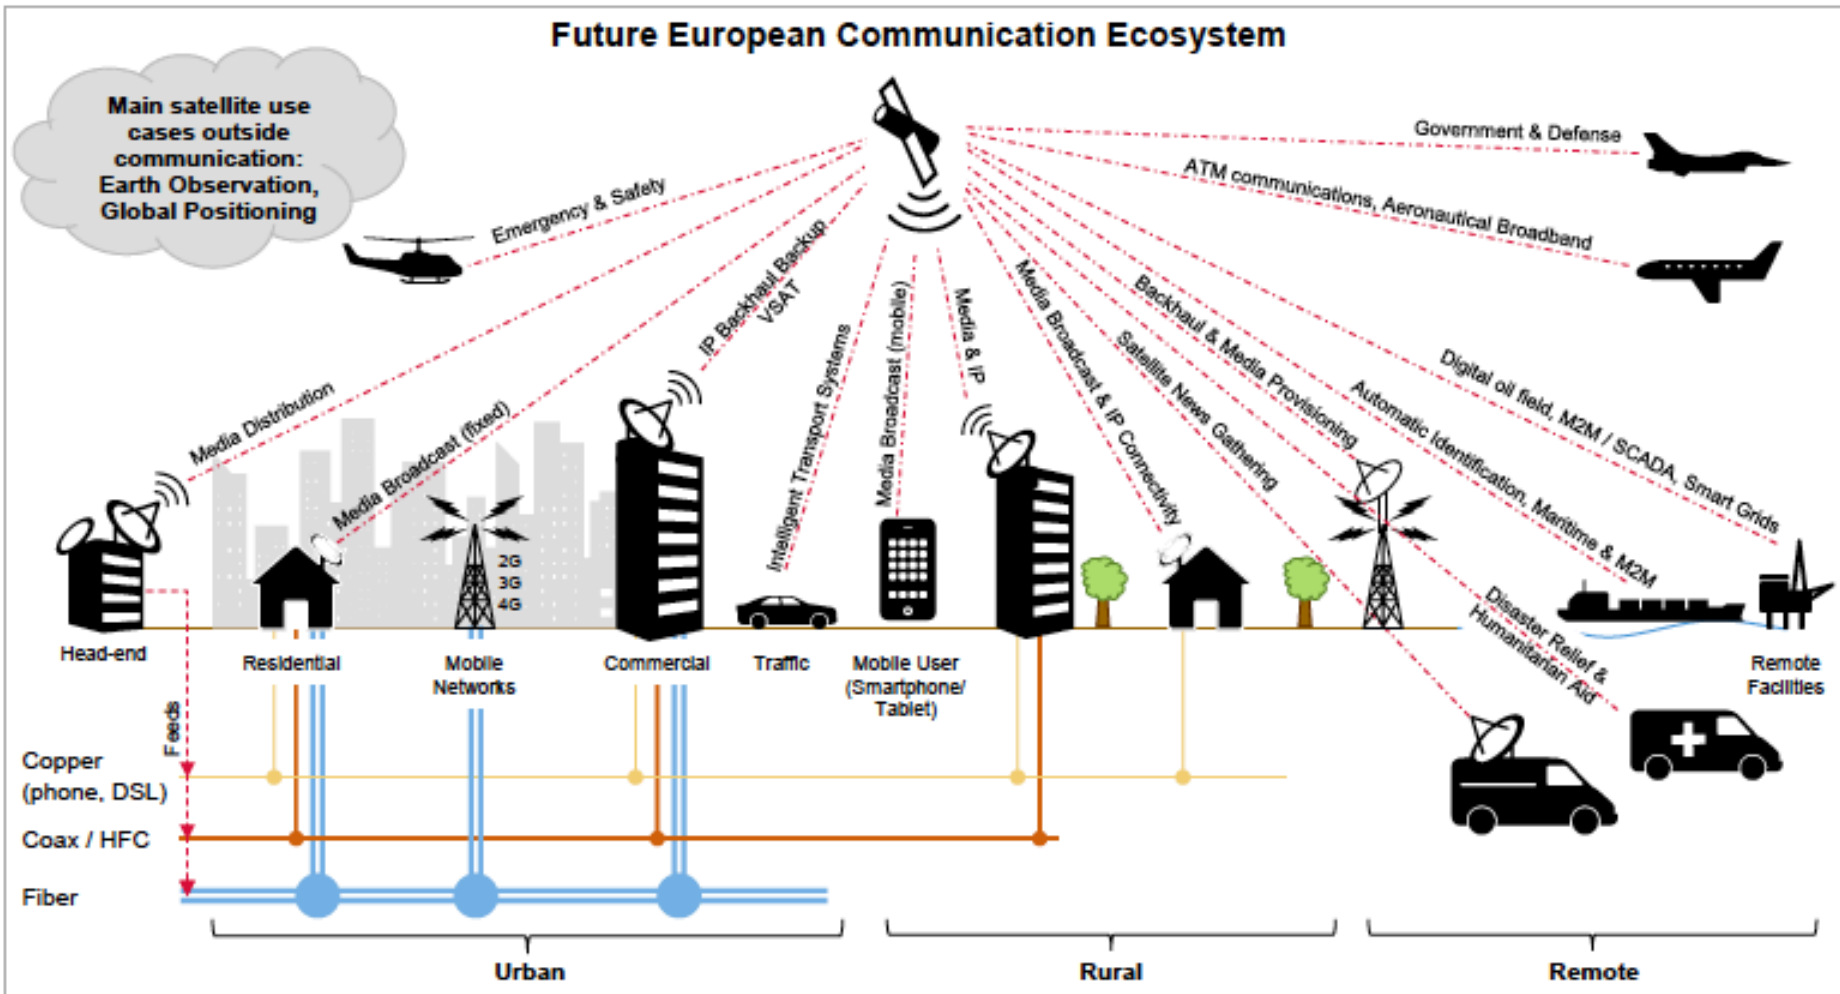 Future European Communication Ecosystem
Main satellite use
cases outside
communication:
Earth Observation,
Global Positioning
Government & Defense
ATM communications, Aeronautical Broadband
Emergency & Safety
Media Distribution
Media Broadcast (fixed)
IP Backhaul Backup
VSAT
Intelligent Transport Systems
Media Broadcast (mobile)
Media & IP
Media Broadcast & IP Connectivity
Satellite News Gathering
Backhaul & Media Provisioning
Automatic Identification, Maritime & M2M
Digital oil field, M2M / SCADA, Smart Grids
Disaster Relief &
Humanitarian Aid
2G
3G
4G
Head-end
Residential
Mobile
Networks
Commercial
Traffic
Mobile User
(Smartphone/
Tablet)
Remote
Facilities
Feeds
Copper
(phone, DSL)
Coax / HFC
Fiber
Urban
Rural
Remote